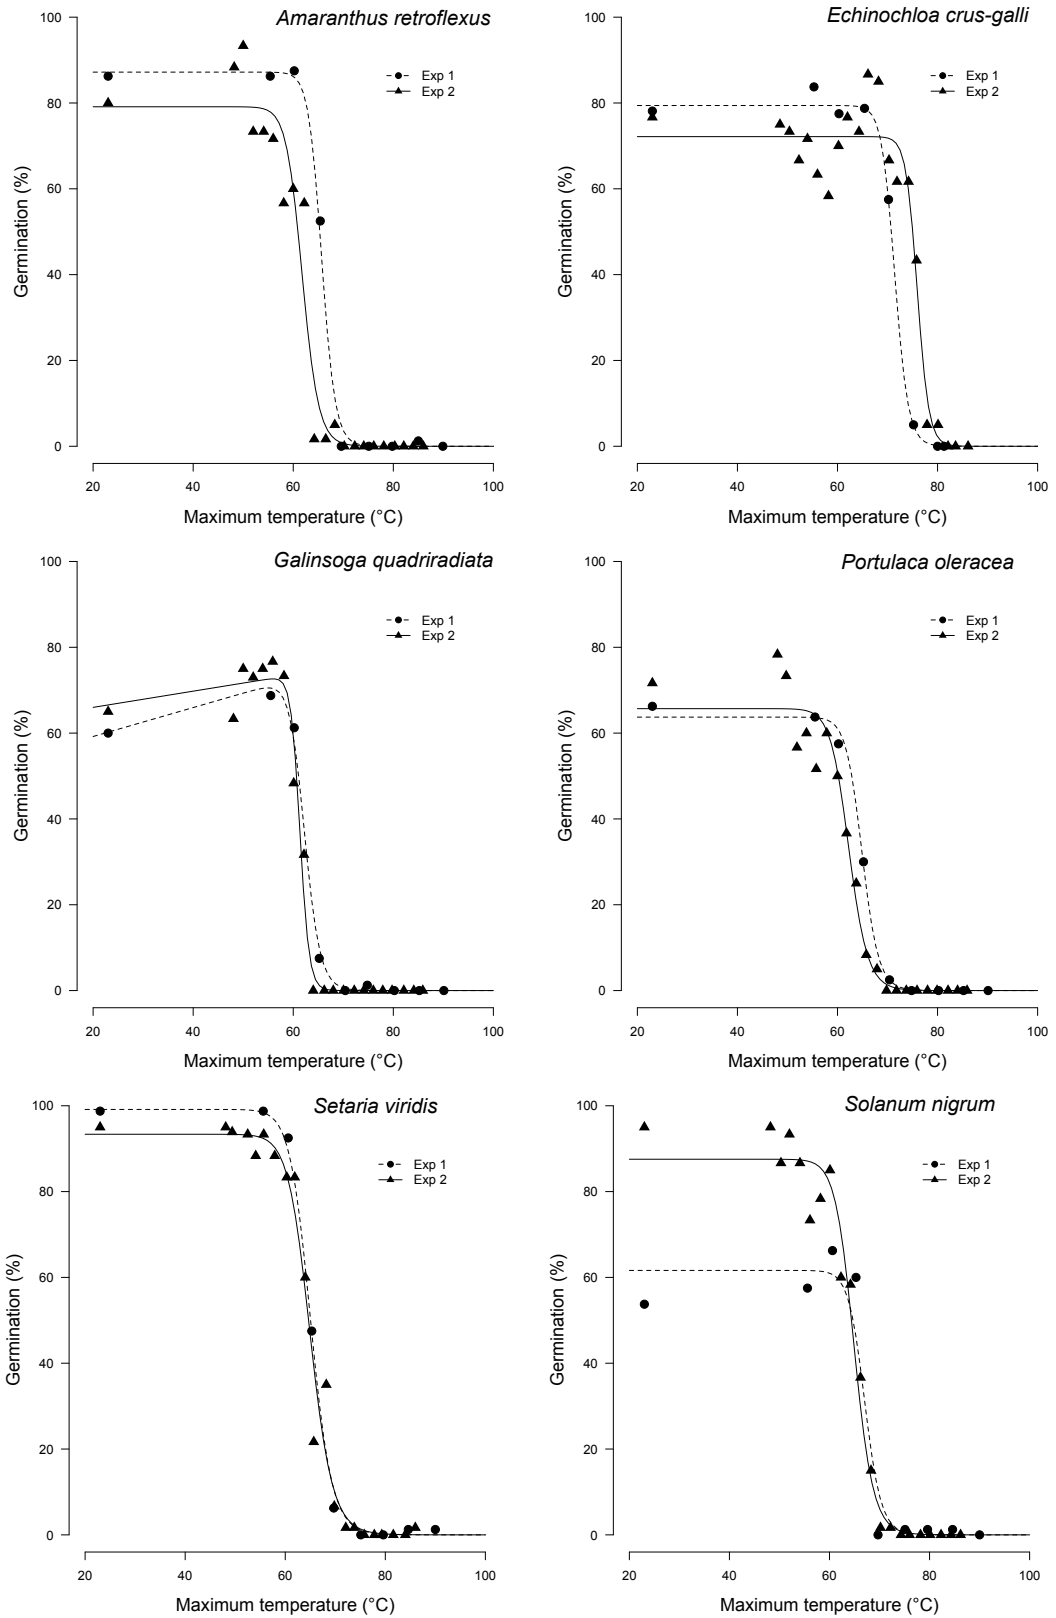 Amaranthus retroflexus
Exp 1
Exp 2
Germination (%)
100
80
60
40
20
0
20 40 60 80 100
Maximum temperature (°C)
Echinochloa crus-galli
Exp 1
Exp 2
Germination (%)
100
80
60
40
20
0
20 40 60 80 100
Maximum temperature (°C)
Galinsoga quadriradiata
Exp 1
Exp 2
Germination (%)
100
80
60
40
20
0
20 40 60 80 100
Maximum temperature (°C)
Portulaca oleracea
Exp 1
Exp 2
Germination (%)
100
80
60
40
20
0
20 40 60 80 100
Maximum temperature (°C)
Setaria viridis
Exp 1
Exp 2
Germination (%)
100
80
60
40
20
0
20 40 60 80 100
Maximum temperature (°C)
Solanum nigrum
Exp 1
Exp 2
Germination (%)
100
80
60
40
20
0
20 40 60 80 100
Maximum temperature (°C)